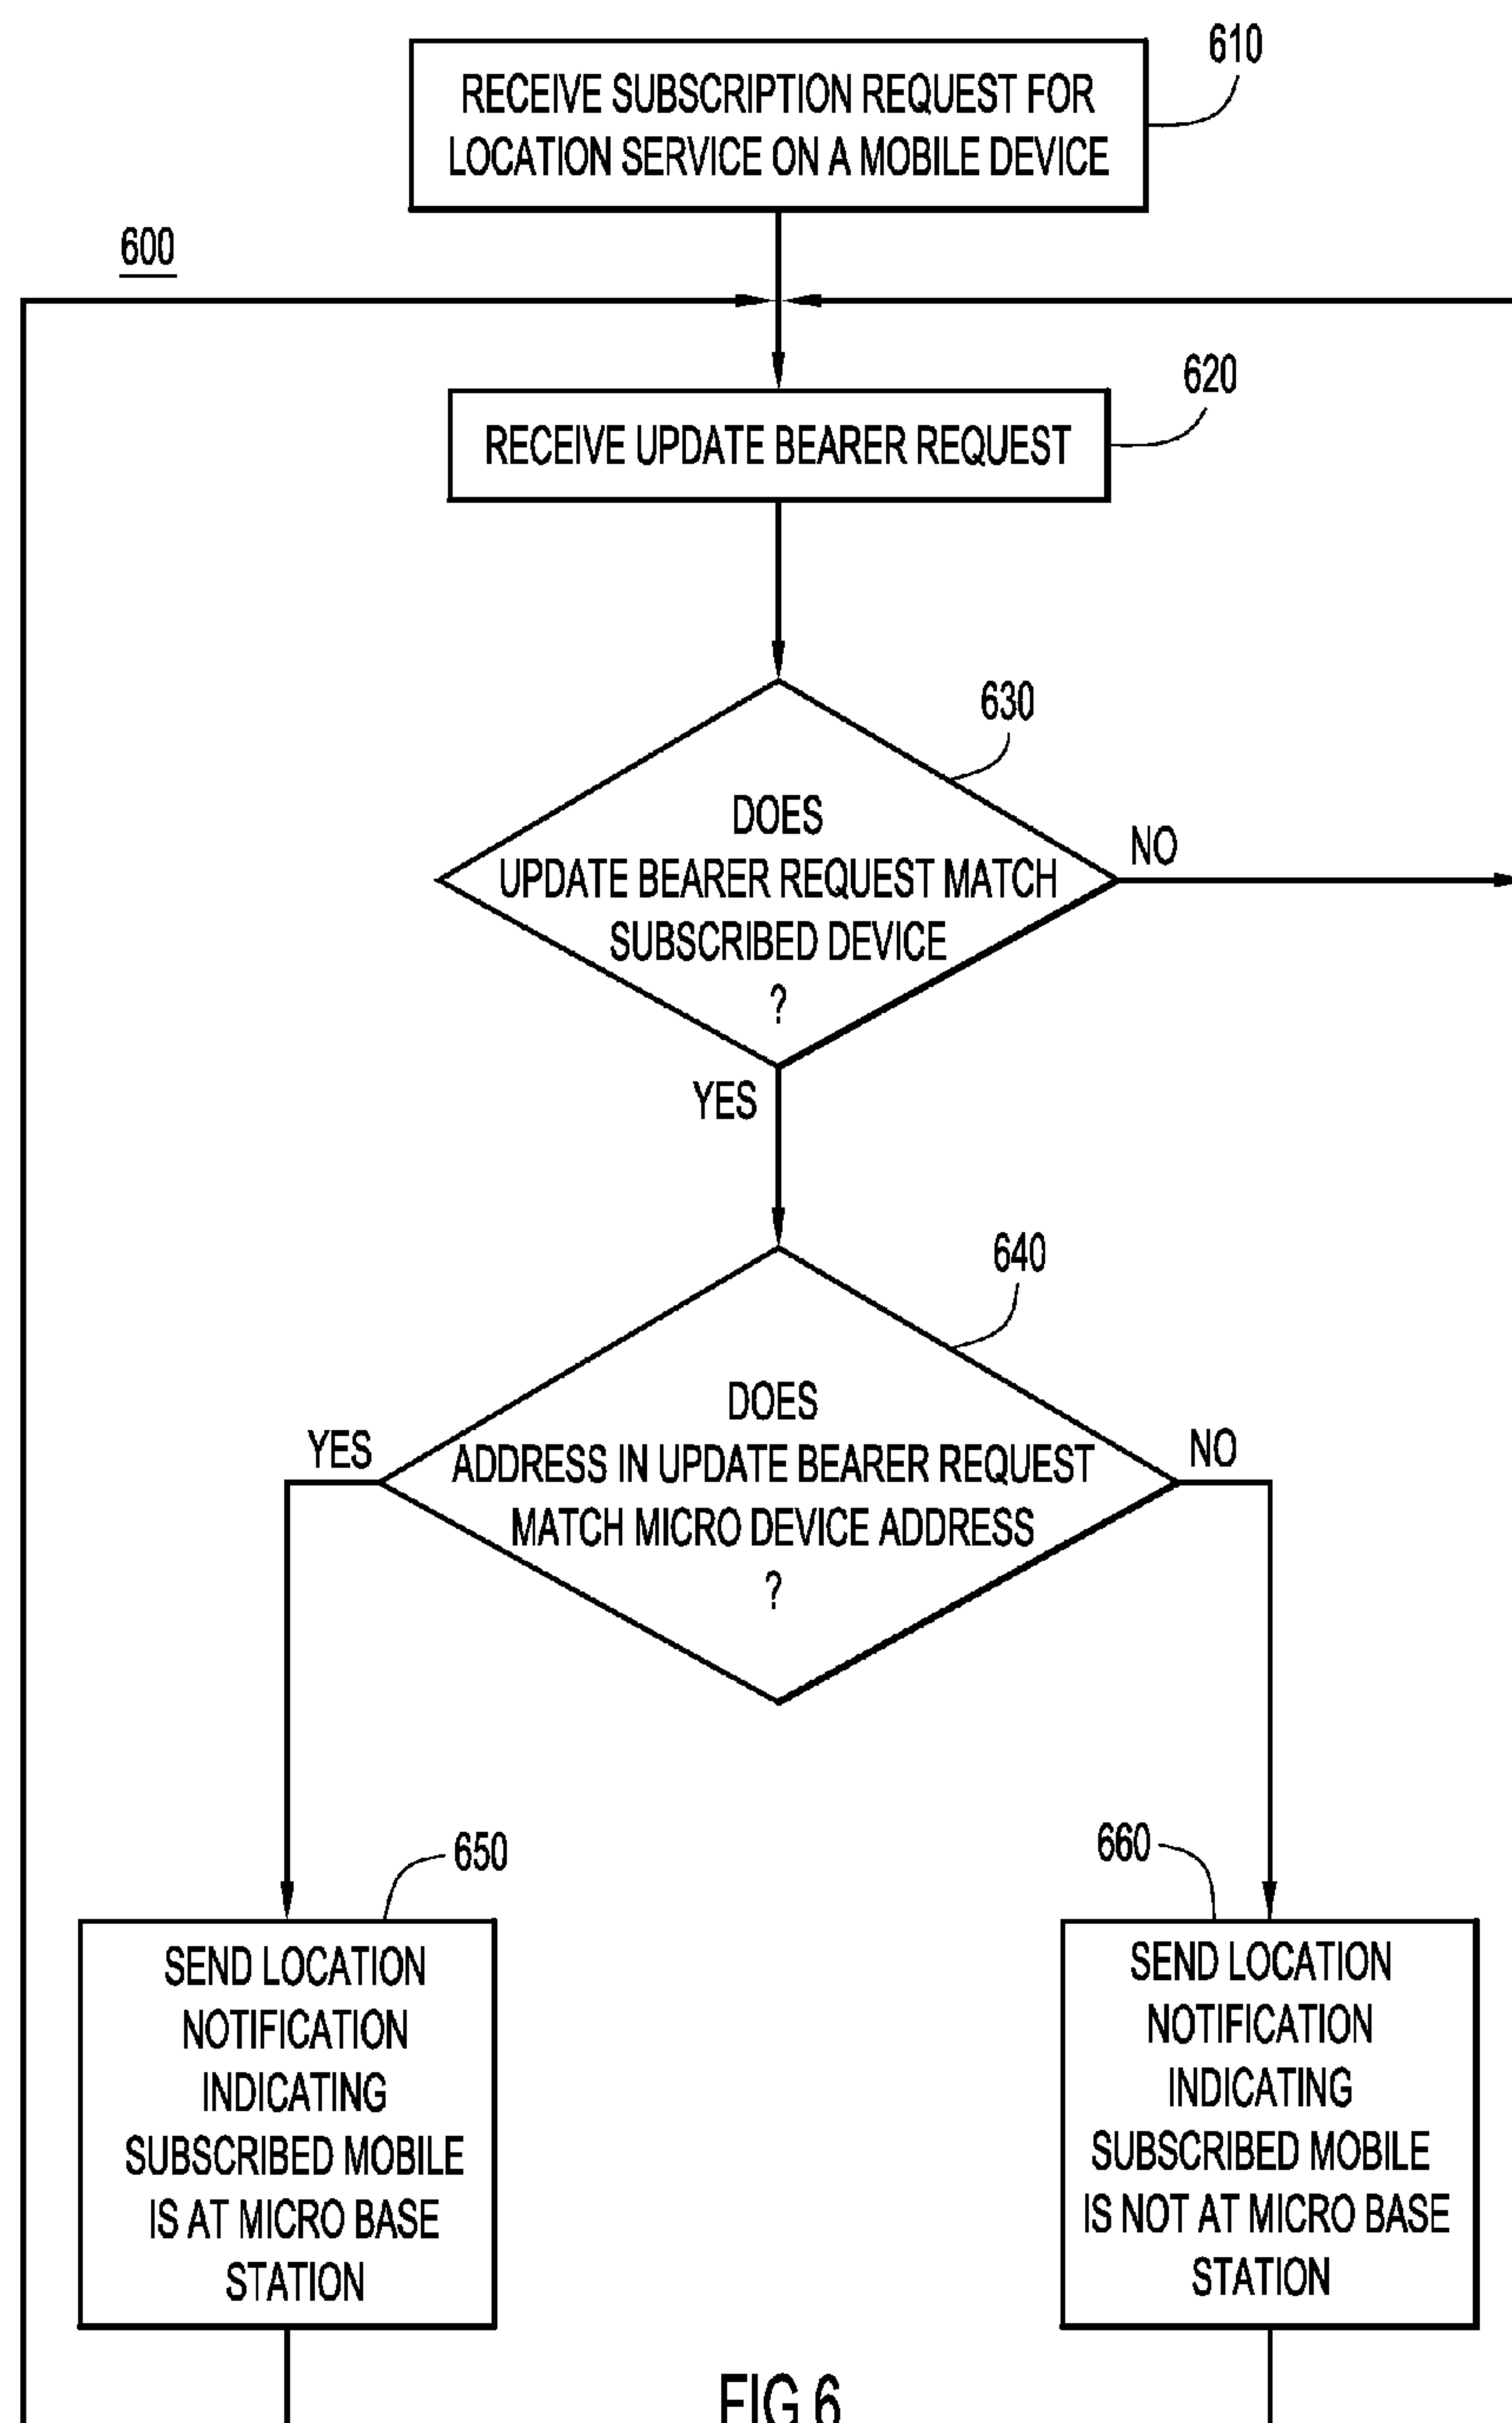 610
RECEIVE SUBSCRIPTION REQUEST FOR
LOCATION SERVICE ON A MOBILE DEVICE
600
620
RECEIVE UPDATE BEARER REQUEST
630
DOES
UPDATE BEARER REQUEST MATCH
SUBSCRIBED DEVICE
?
NO
YES
640
DOES
ADDRESS IN UPDATE BEARER REQUEST
MATCH MICRO DEVICE ADDRESS
?
YES
NO
650
660
SEND LOCATION
NOTIFICATION
INDICATING
SUBSCRIBED MOBILE
IS AT MICRO BASE
STATION
SEND LOCATION
NOTIFICATION
INDICATING
SUBSCRIBED MOBILE
IS NOT AT MICRO BASE
STATION
FIG 6